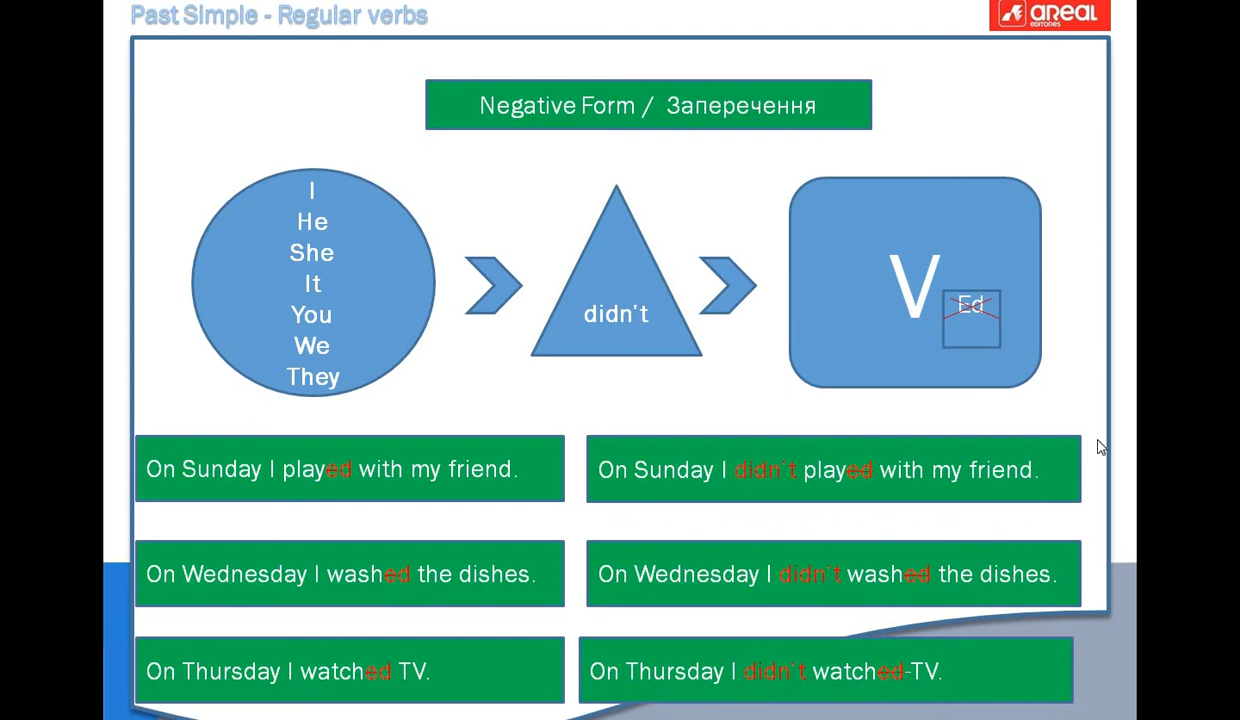 Past Simple - Regular verbs
aReaL
EDITORES
Negative Form / Заперечення
I
He
She
It
You
We
They
didn't
V
Ed
On Sunday I played with my friend.
On Sunday I didn't played with my friend.
On Wednesday I washed the dishes.
On Wednesday I didn't washed the dishes.
On Thursday I watched TV.
On Thursday I didn't watched-TV.